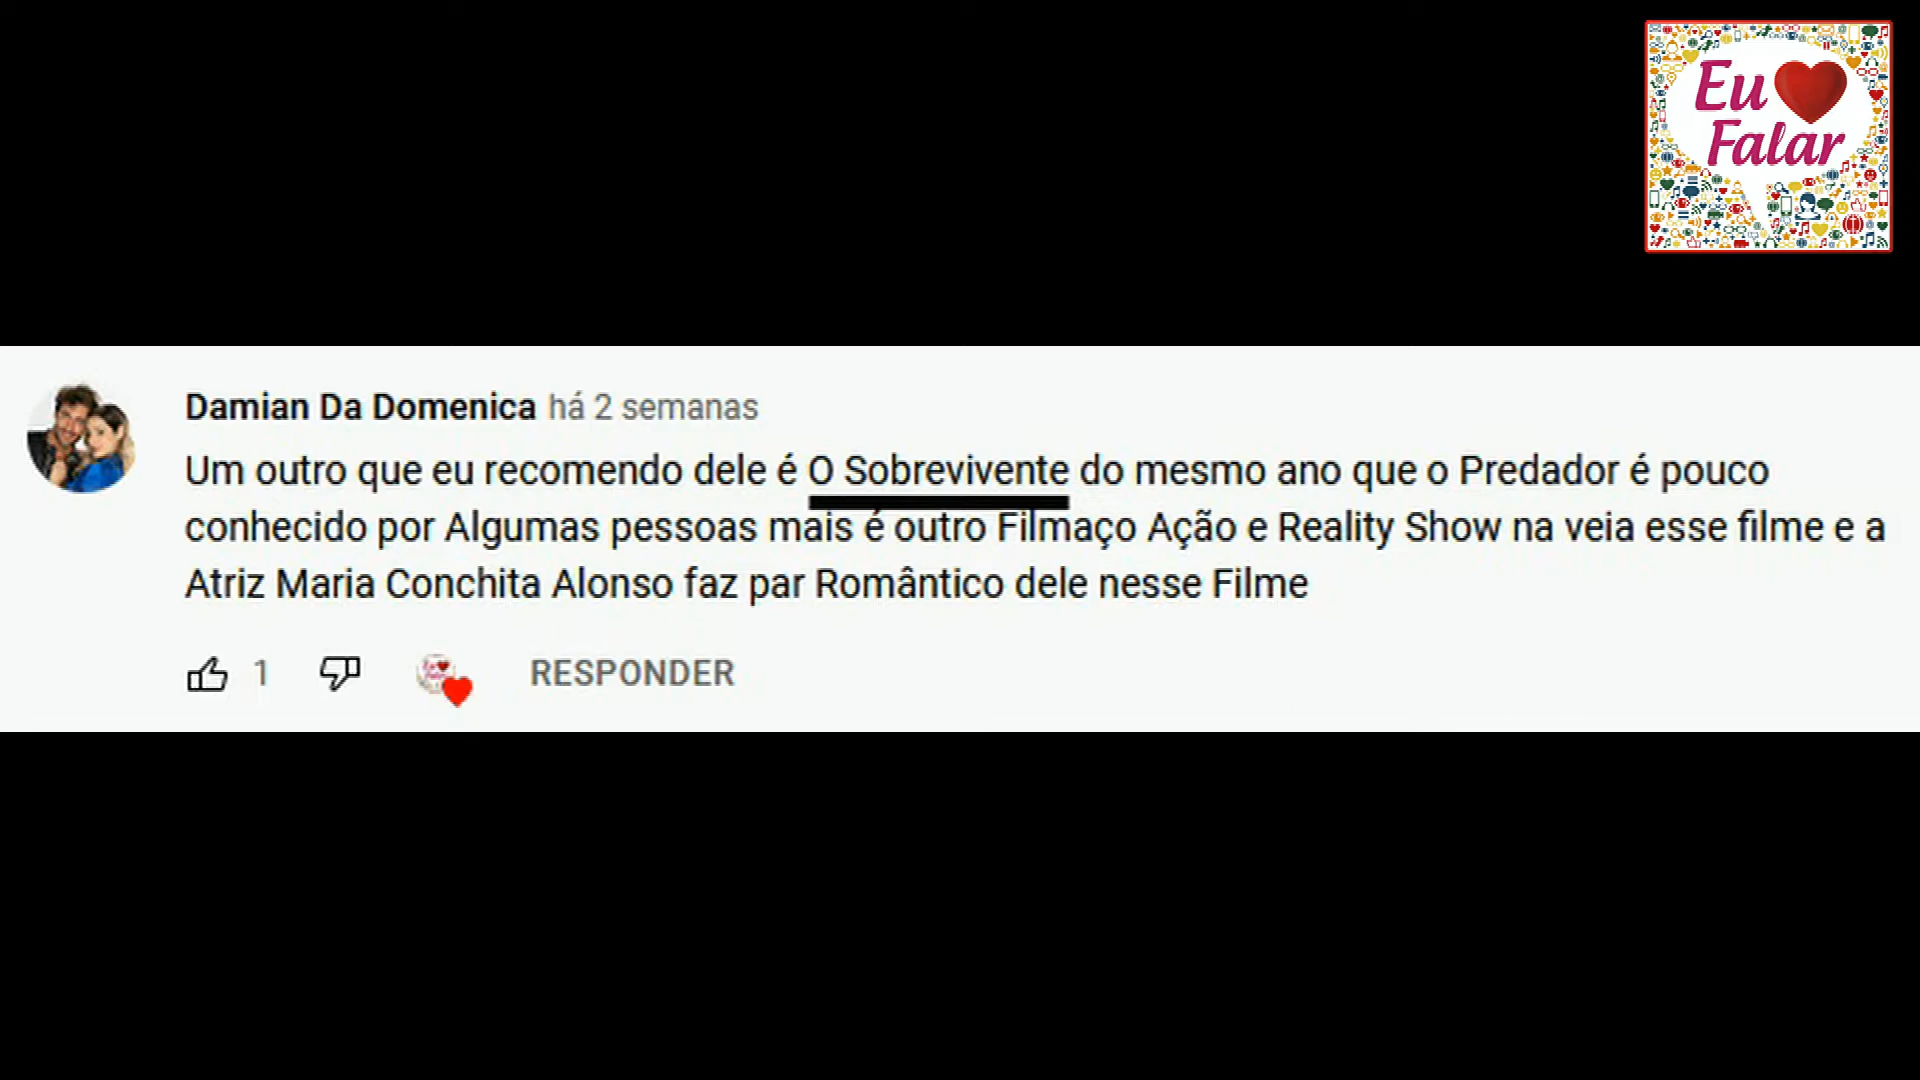 Eu
Falar
Damian Da Domenica há 2 semanas
Um outro que eu recomendo dele é O Sobrevivente do mesmo ano que o Predador é pouco
conhecido por Algumas pessoas mais é outro Filmaço Ação e Reality Show na veia esse filme e a
Atriz Maria Conchita Alonso faz par Romântico dele nesse Filme
1 RESPONDER